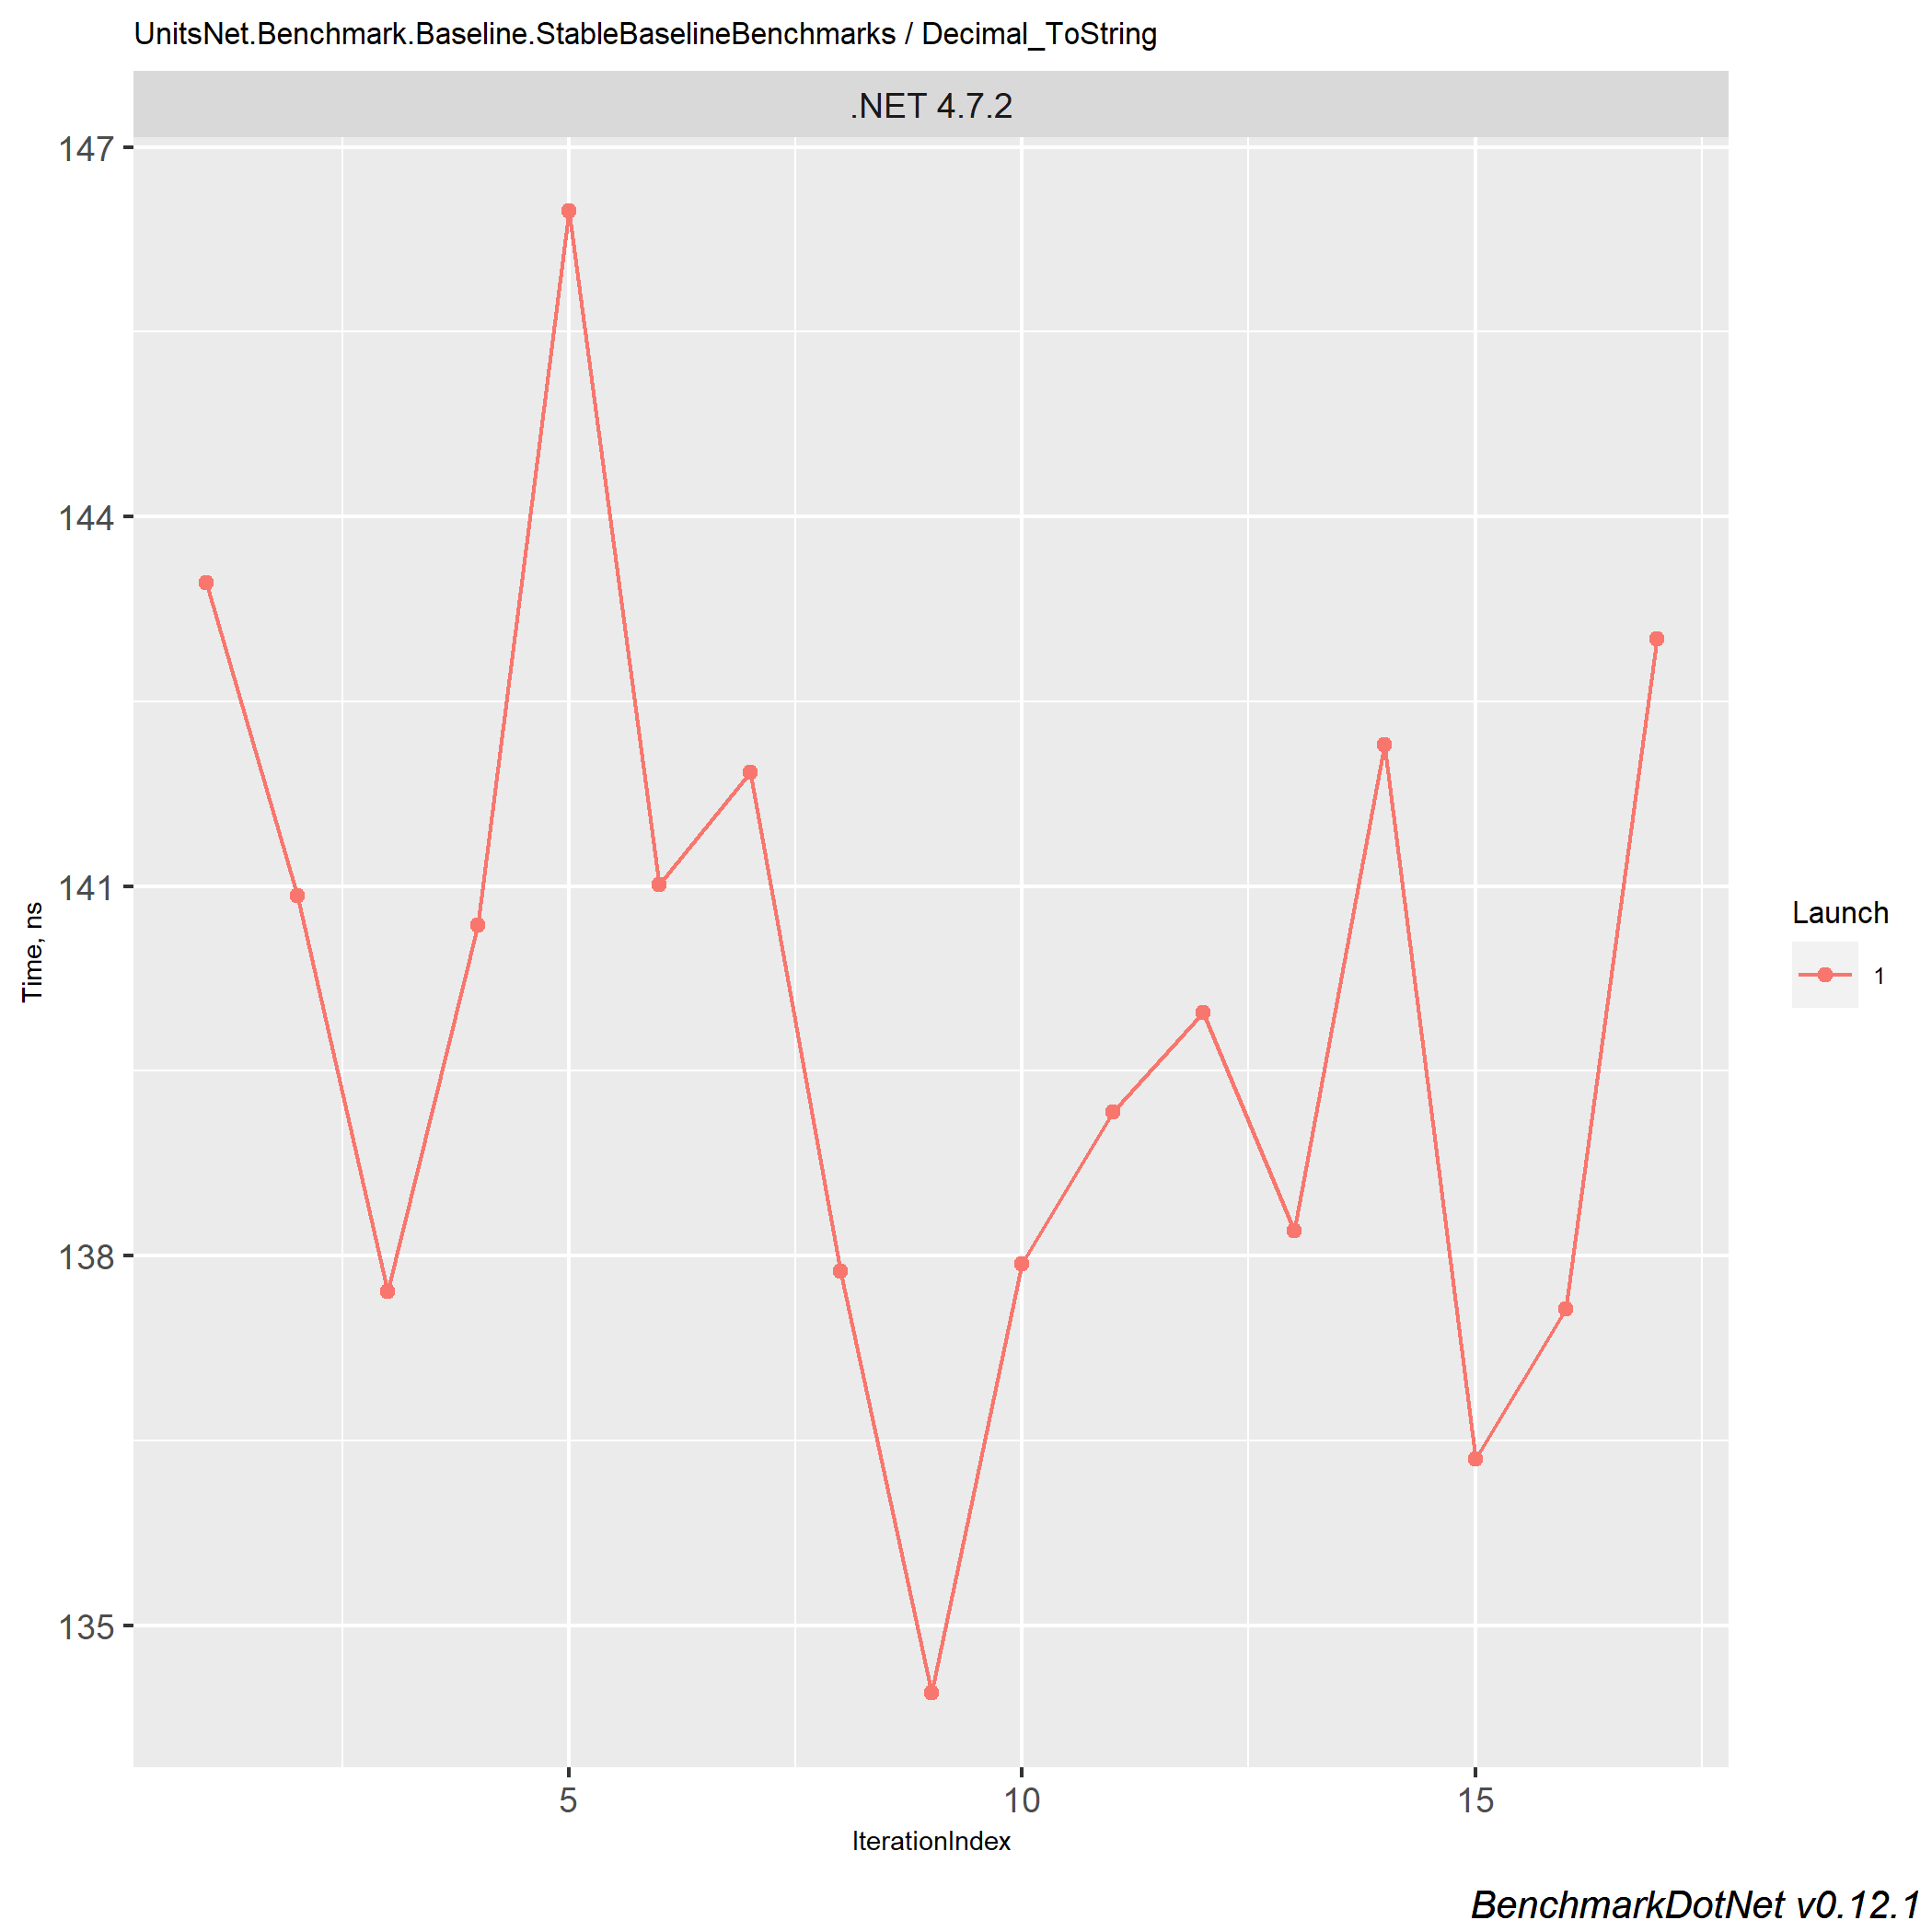 UnitsNet.Benchmark.Baseline.StableBaselineBenchmarks / Decimal_ToString
.NET 4.7.2
147
144
141
138
135
Time, ns
5 10 15
IterationIndex
Launch
1
BenchmarkDotNet v0.12.1